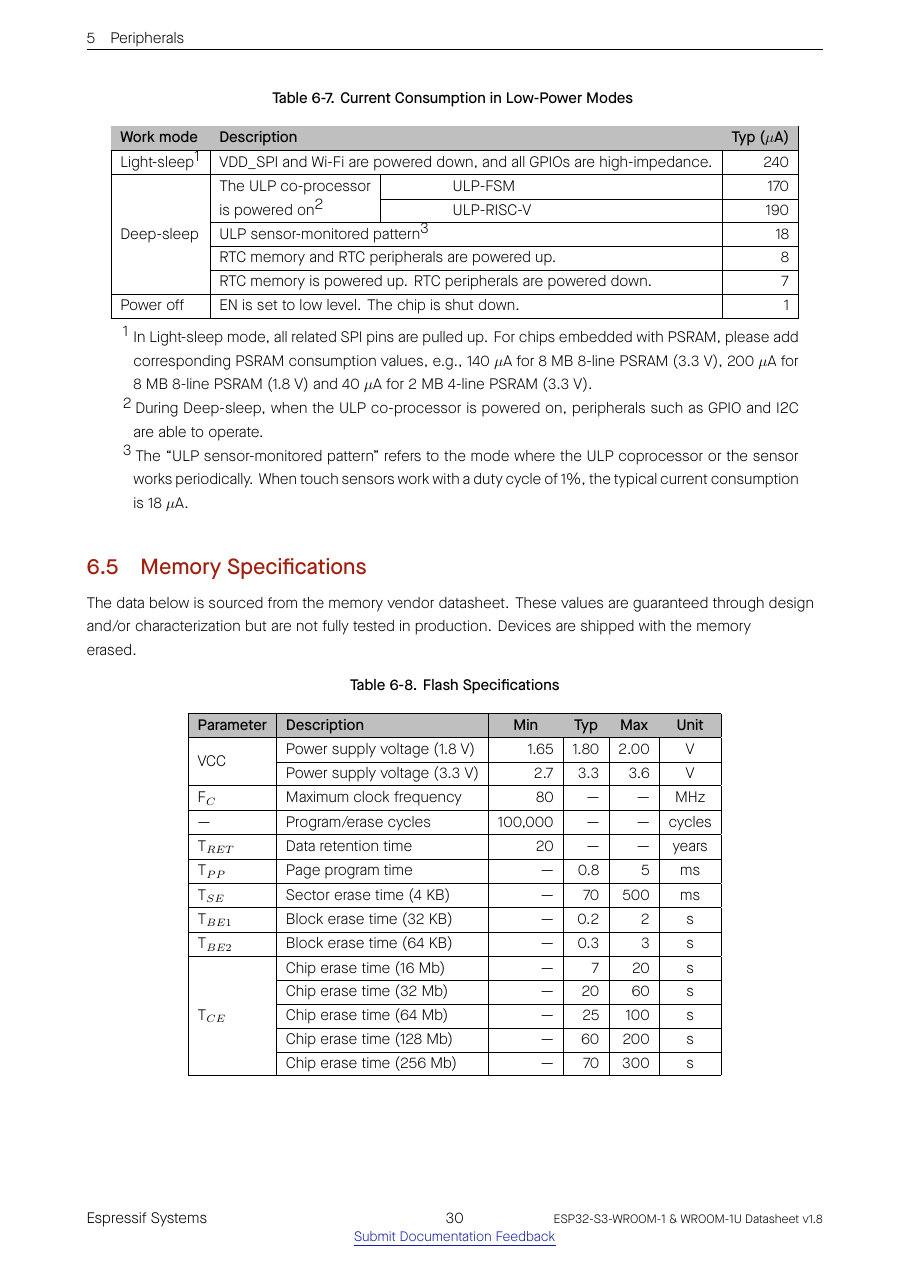 5 Peripherals
Table 6-7. Current Consumption in Low-Power Modes
Work mode Description Typ (μA)
Light-sleep1 VDD_SPI and Wi-Fi are powered down, and all GPIOs are high-impedance. 240
The ULP co-processor ULP-FSM 170
is powered on2 ULP-RISC-V 190
Deep-sleep ULP sensor-monitored pattern3 18
RTC memory and RTC peripherals are powered up. 8
RTC memory is powered up. RTC peripherals are powered down. 7
Power off EN is set to low level. The chip is shut down. 1
1 In Light-sleep mode, all related SPI pins are pulled up. For chips embedded with PSRAM, please add
corresponding PSRAM consumption values, e.g., 140 μA for 8 MB 8-line PSRAM (3.3 V), 200 μA for
8 MB 8-line PSRAM (1.8 V) and 40 μA for 2 MB 4-line PSRAM (3.3 V).
2 During Deep-sleep, when the ULP co-processor is powered on, peripherals such as GPIO and I2C
are able to operate.
3 The “ULP sensor-monitored pattern” refers to the mode where the ULP coprocessor or the sensor
works periodically. When touch sensors work with a duty cycle of 1%, the typical current consumption
is 18 μA.
6.5 Memory Specifications
The data below is sourced from the memory vendor datasheet. These values are guaranteed through design
and/or characterization but are not fully tested in production. Devices are shipped with the memory
erased.
Table 6-8. Flash Specifications
Parameter Description Min Typ Max Unit
VCC Power supply voltage (1.8 V) 1.65 1.80 2.00 V
Power supply voltage (3.3 V) 2.7 3.3 3.6 V
FC Maximum clock frequency 80 — — MHz
— Program/erase cycles 100,000 — — cycles
TRET Data retention time 20 — — years
TPP Page program time — 0.8 5 ms
TSE Sector erase time (4 KB) — 70 500 ms
TBE1 Block erase time (32 KB) — 0.2 2 s
TBE2 Block erase time (64 KB) — 0.3 3 s
Chip erase time (16 Mb) — 7 20 s
Chip erase time (32 Mb) — 20 60 s
TCE Chip erase time (64 Mb) — 25 100 s
Chip erase time (128 Mb) — 60 200 s
Chip erase time (256 Mb) — 70 300 s
Espressif Systems 30 ESP32-S3-WROOM-1 & WROOM-1U Datasheet v1.8
Submit Documentation Feedback